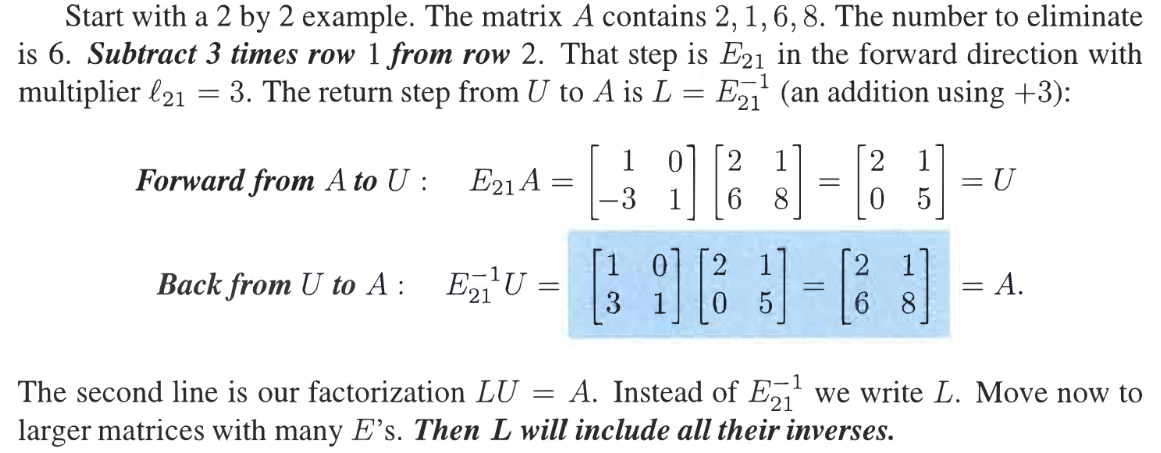 Start with a 2 by 2 example. The matrix A contains 2, 1, 6, 8. The number to eliminate
is 6. Subtract 3 times row 1 from row 2. That step is E₂₁ in the forward direction with
multiplier ℓ₂₁ = 3. The return step from U to A is L = E₂₁⁻¹ (an addition using +3):
Forward from A to U : E₂₁A = [1 0; −3 1] [2 1; 6 8] = [2 1; 0 5] = U
Back from U to A : E₂₁⁻¹U = [1 0; 3 1] [2 1; 0 5] = [2 1; 6 8] = A.
The second line is our factorization LU = A. Instead of E₂₁⁻¹ we write L. Move now to
larger matrices with many E’s. Then L will include all their inverses.